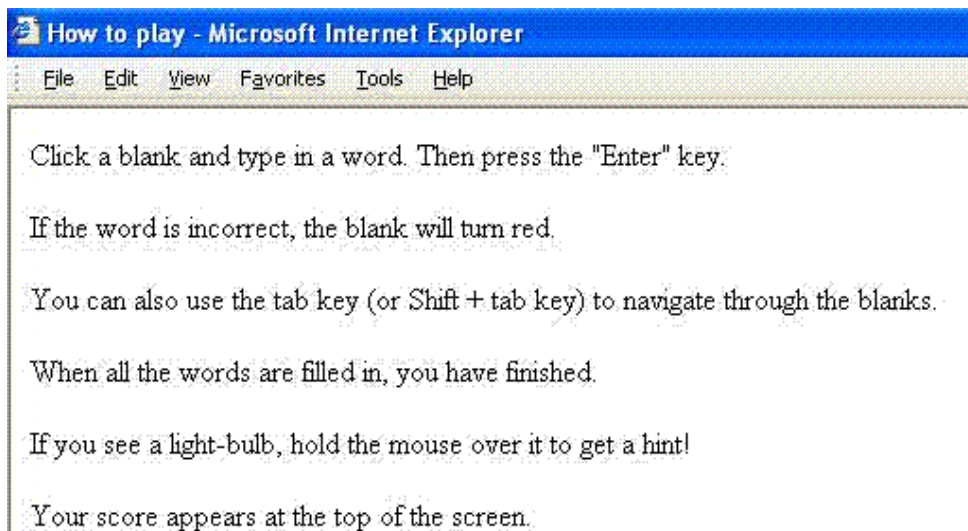 How to play - Microsoft Internet Explorer
File Edit View Favorites Tools Help
Click a blank and type in a word. Then press the "Enter" key.
If the word is incorrect, the blank will turn red.
You can also use the tab key (or Shift + tab key) to navigate through the blanks.
When all the words are filled in, you have finished.
If you see a light-bulb, hold the mouse over it to get a hint!
Your score appears at the top of the screen.